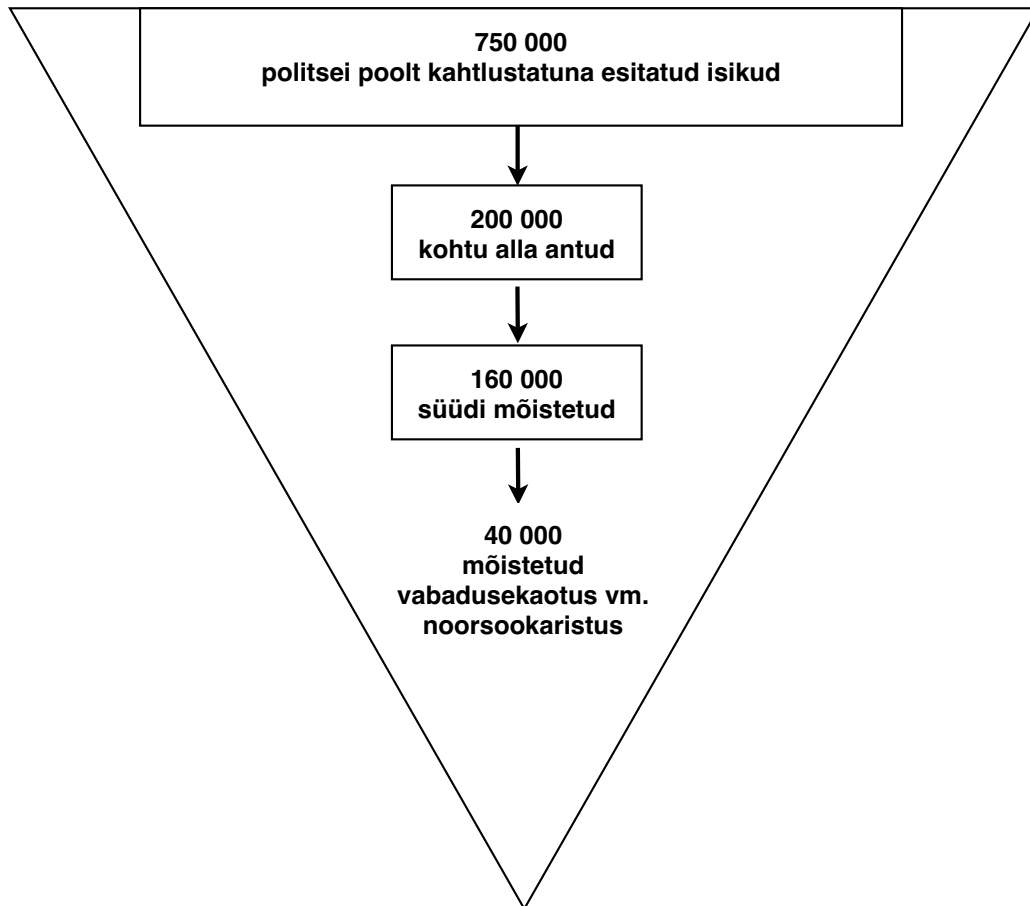 750 000
politsei poolt kahtlustatuna esitatud isikud
200 000
kohtu alla antud
160 000
süüdi mõistetud
40 000
mõistetud
vabadusekaotus vm.
noorsookaristus